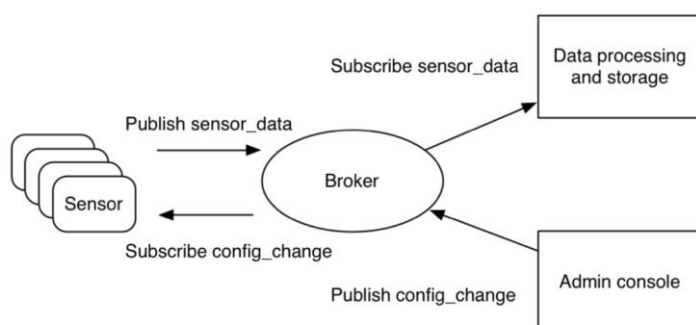 Subscribe sensor_data
Data processing
and storage
Publish sensor_data
Broker
Sensor
Subscribe config_change
Publish config_change
Admin console